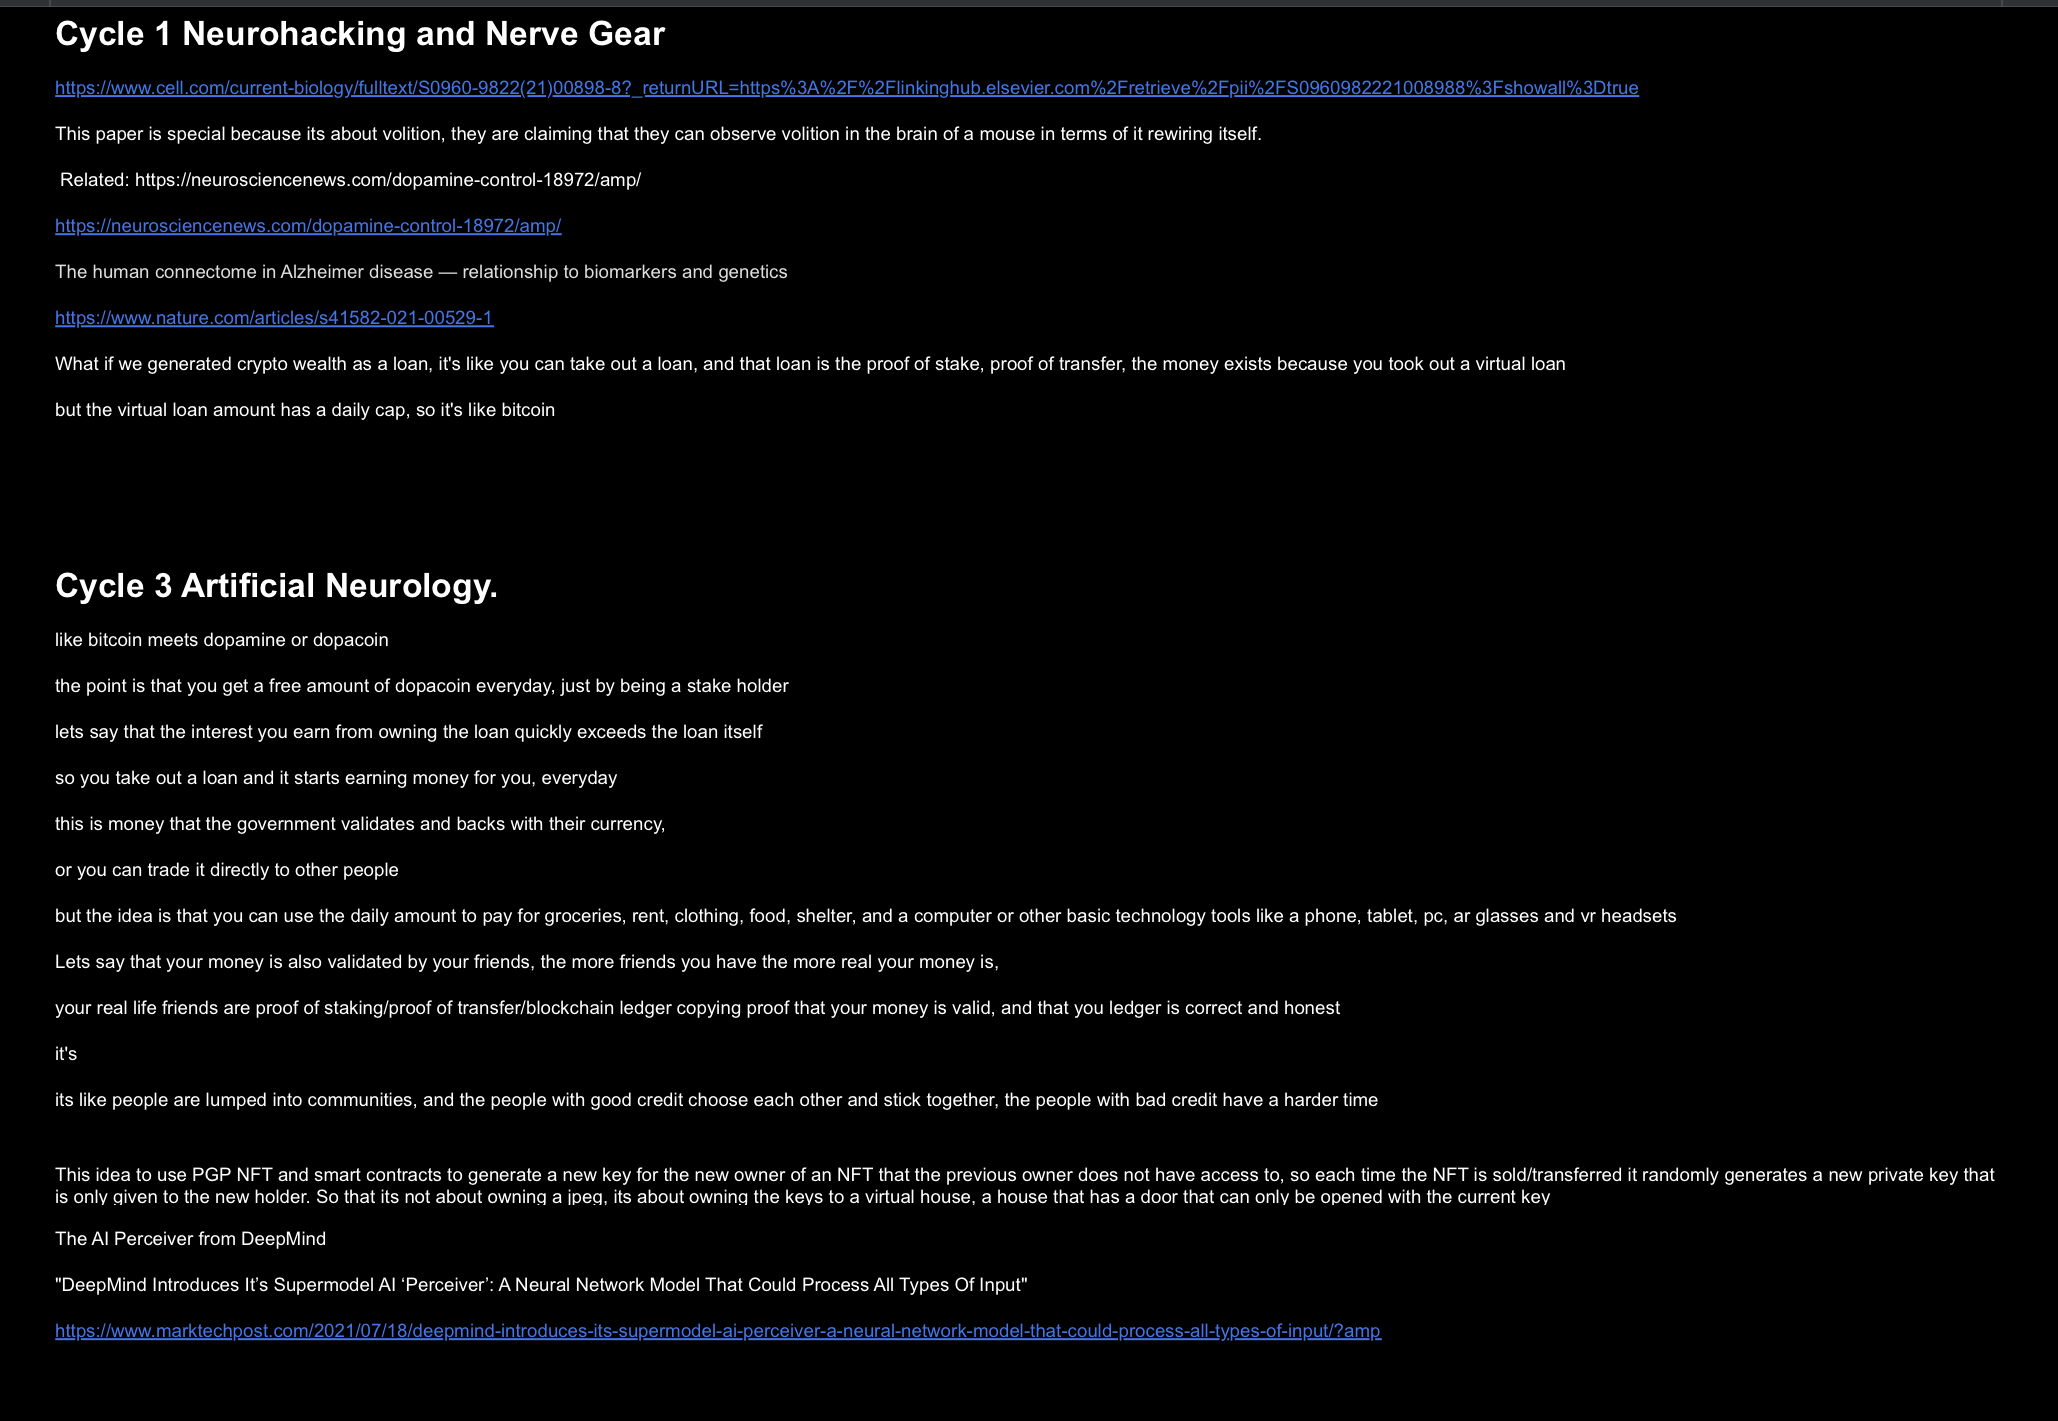 Cycle 1 Neurohacking and Nerve Gear
https://www.cell.com/current-biology/fulltext/S0960-9822(21)00898-8?_returnURL=https%3A%2F%2Flinkinghub.elsevier.com%2Fretrieve%2Fpii%2FS0960982221008988%3Fshowall%3Dtrue
This paper is special because its about volition, they are claiming that they can observe volition in the brain of a mouse in terms of it rewiring itself.
Related: https://neurosciencenews.com/dopamine-control-18972/amp/
https://neurosciencenews.com/dopamine-control-18972/amp/
The human connectome in Alzheimer disease — relationship to biomarkers and genetics
https://www.nature.com/articles/s41582-021-00529-1
What if we generated crypto wealth as a loan, it's like you can take out a loan, and that loan is the proof of stake, proof of transfer, the money exists because you took out a virtual loan
but the virtual loan amount has a daily cap, so it's like bitcoin
Cycle 3 Artificial Neurology.
like bitcoin meets dopamine or dopacoin
the point is that you get a free amount of dopacoin everyday, just by being a stake holder
lets say that the interest you earn from owning the loan quickly exceeds the loan itself
so you take out a loan and it starts earning money for you, everyday
this is money that the government validates and backs with their currency,
or you can trade it directly to other people
but the idea is that you can use the daily amount to pay for groceries, rent, clothing, food, shelter, and a computer or other basic technology tools like a phone, tablet, pc, ar glasses and vr headsets
Lets say that your money is also validated by your friends, the more friends you have the more real your money is,
your real life friends are proof of staking/proof of transfer/blockchain ledger copying proof that your money is valid, and that you ledger is correct and honest
it's
its like people are lumped into communities, and the people with good credit choose each other and stick together, the people with bad credit have a harder time
This idea to use PGP NFT and smart contracts to generate a new key for the new owner of an NFT that the previous owner does not have access to, so each time the NFT is sold/transferred it randomly generates a new private key that
is only given to the new holder. So that its not about owning a jpeg, its about owning the keys to a virtual house, a house that has a door that can only be opened with the current key
The AI Perceiver from DeepMind
"DeepMind Introduces It’s Supermodel AI ‘Perceiver’: A Neural Network Model That Could Process All Types Of Input"
https://www.marktechpost.com/2021/07/18/deepmind-introduces-its-supermodel-ai-perceiver-a-neural-network-model-that-could-process-all-types-of-input/?amp